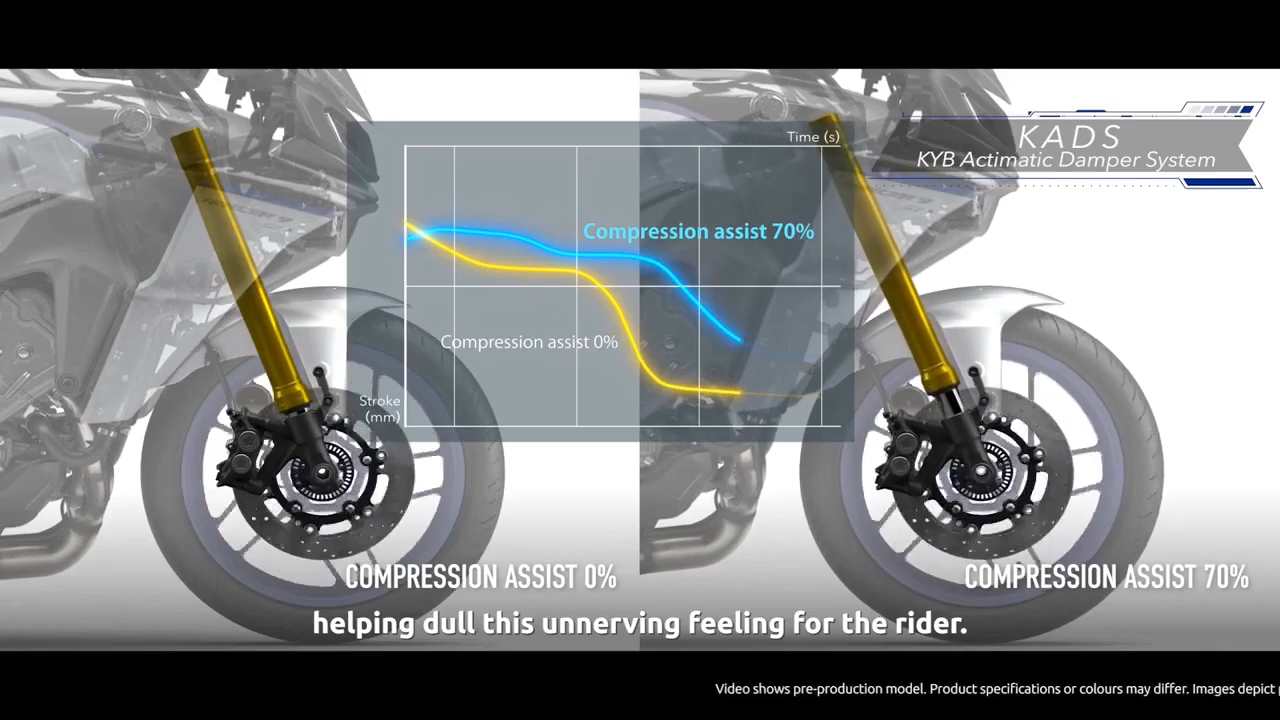 Time (s)
KADS
KYB Actimatic Damper System
Compression assist 70%
Compression assist 0%
Stroke
(mm)
COMPRESSION ASSIST 0%
COMPRESSION ASSIST 70%
helping dull this unnerving feeling for the rider.
Video shows pre-production model. Product specifications or colours may differ. Images depict